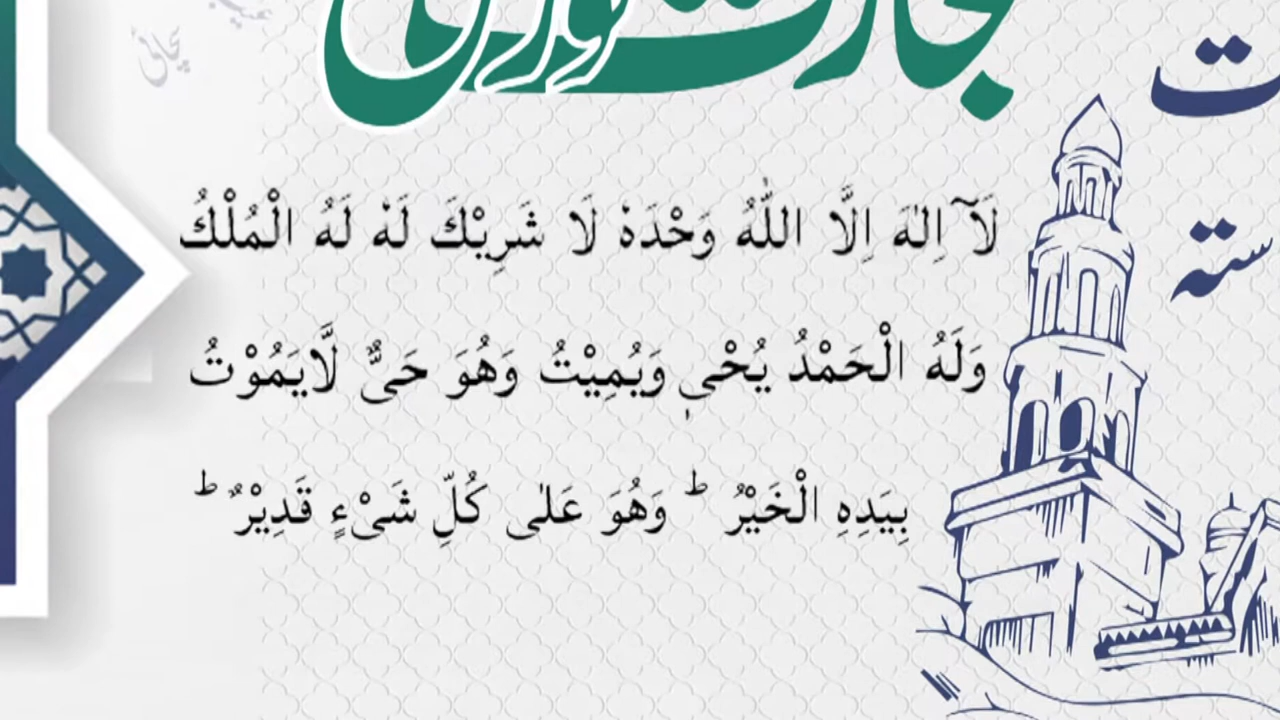 لَآ اِلٰهَ اِلَّا اللّٰهُ وَحْدَهٗ لَا شَرِيْكَ لَهٗ لَهُ الْمُلْكُ
وَلَهُ الْحَمْدُ يُحْيٖ وَيُمِيْتُ وَهُوَ حَىٌّ لَّايَمُوْتُ
بِيَدِهِ الْخَيْرُ ؕ وَهُوَ عَلٰى كُلِّ شَىْءٍ قَدِيْرٌ ؕ